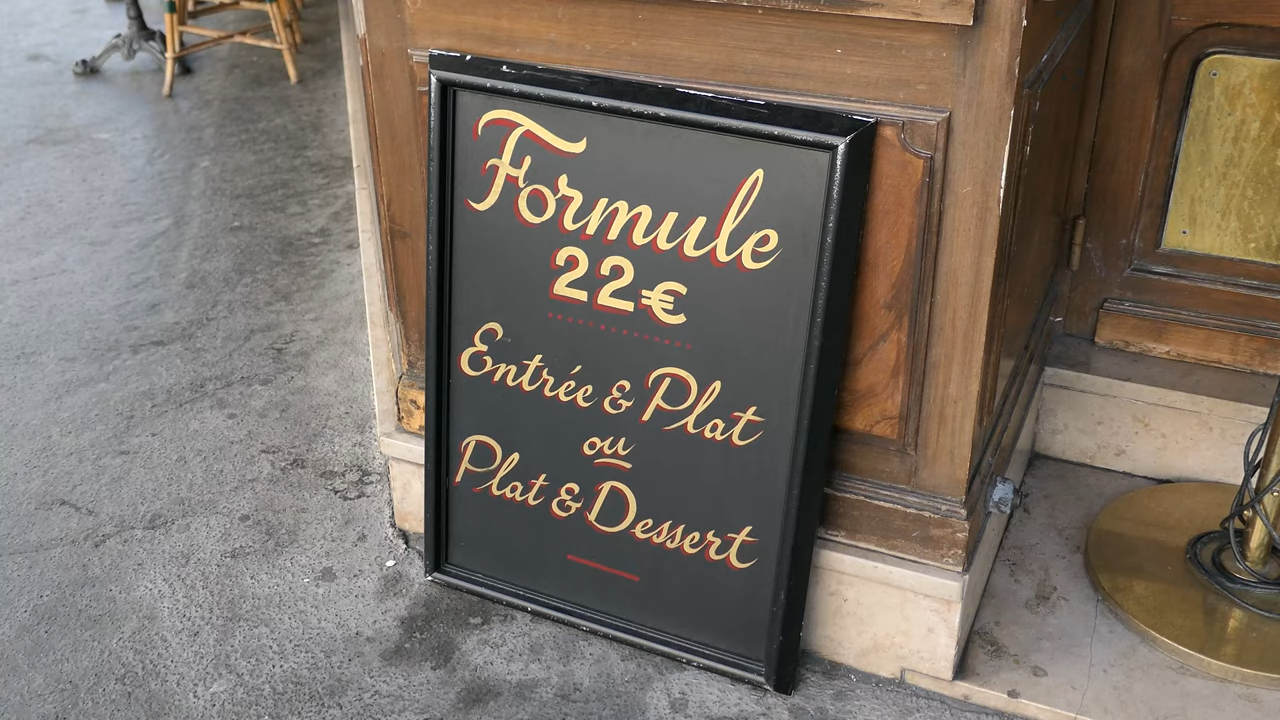 Formule
22€
Entrée & Plat
ou
Plat & Dessert